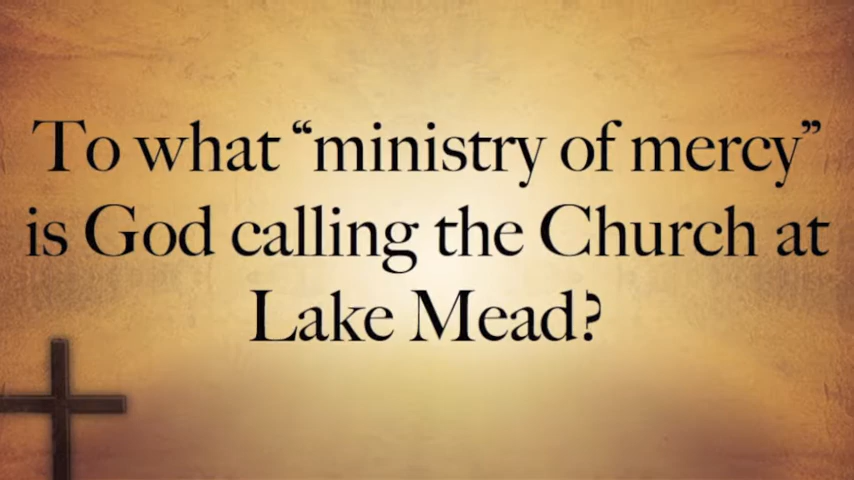 To what “ministry of mercy”
is God calling the Church at
Lake Mead?